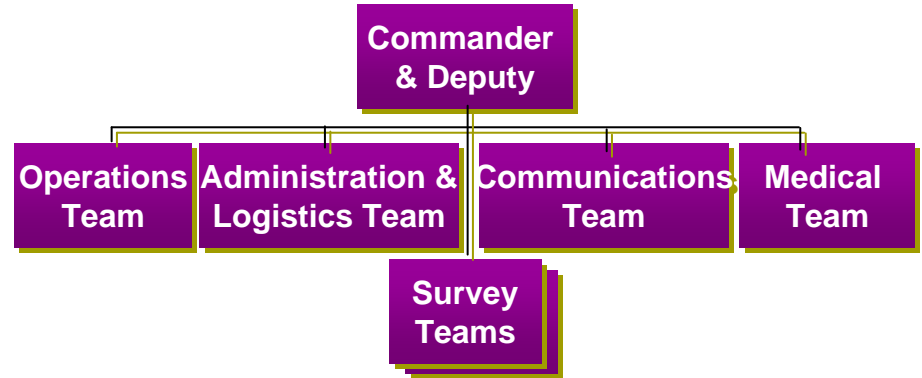 Commander
& Deputy
Operations
Team
Administration &
Logistics Team
Communications
Team
Medical
Team
Survey
Teams